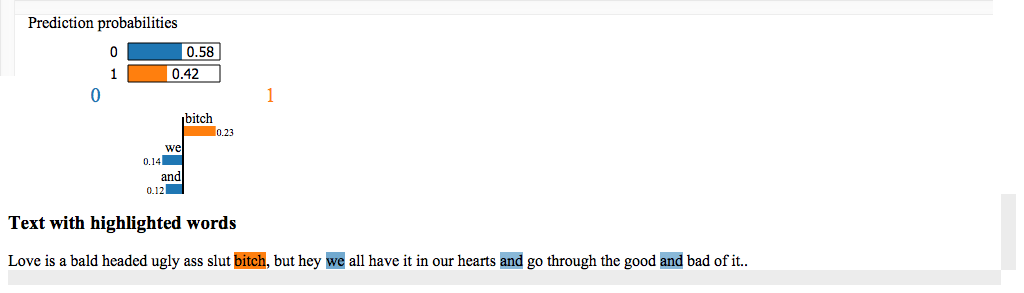 Prediction probabilities
0 0.58
1 0.42
0 1
bitch
0.23
we
0.14
and
0.12
Text with highlighted words
Love is a bald headed ugly ass slut bitch, but hey we all have it in our hearts and go through the good and bad of it..